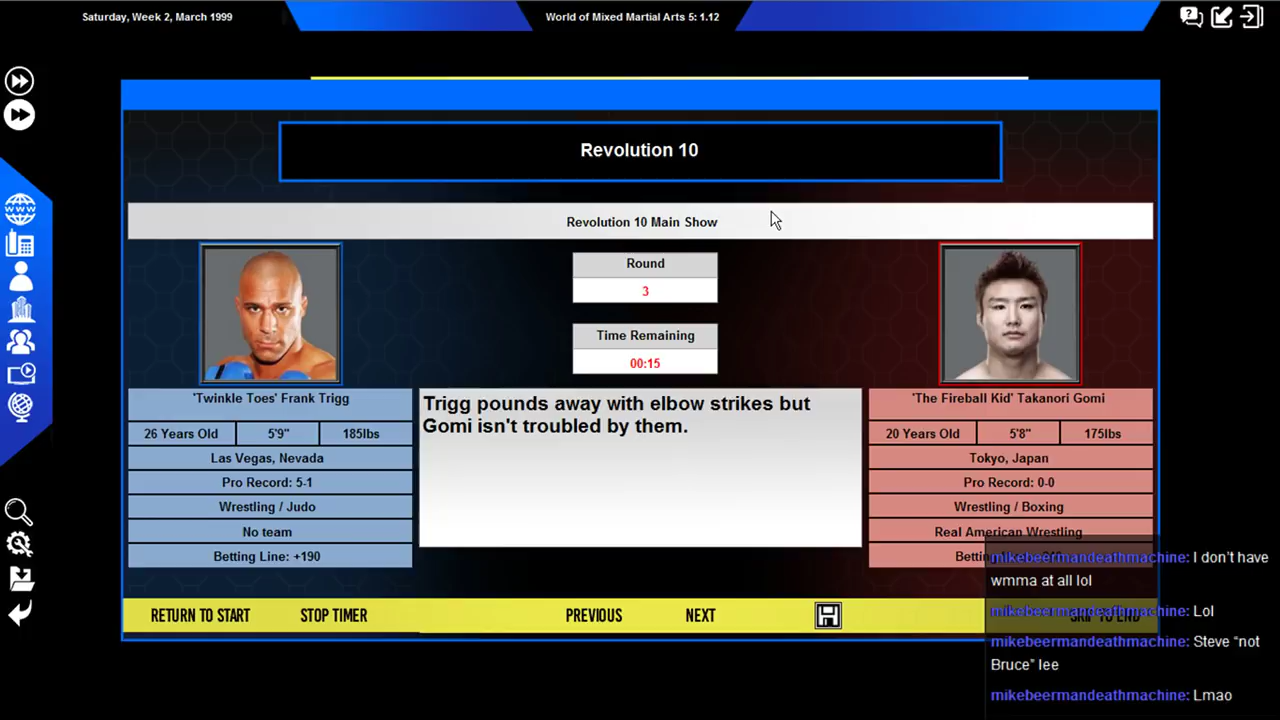 Saturday, Week 2, March 1999
World of Mixed Martial Arts 5: 1.12
Revolution 10
Revolution 10 Main Show
Round
3
Time Remaining
00:15
'Twinkle Toes' Frank Trigg
26 Years Old
5'9"
185lbs
Las Vegas, Nevada
Pro Record: 5-1
Wrestling / Judo
No team
Betting Line: +190
Trigg pounds away with elbow strikes but
Gomi isn't troubled by them.
'The Fireball Kid' Takanori Gomi
20 Years Old
5'8"
175lbs
Tokyo, Japan
Pro Record: 0-0
Wrestling / Boxing
Real American Wrestling
RETURN TO START
STOP TIMER
PREVIOUS
NEXT
SKIP TO END
mikebeermandeathmachine: I don't have
wmma at all lol
mikebeermandeathmachine: Lol
mikebeermandeathmachine: Steve “not
Bruce” lee
mikebeermandeathmachine: Lmao